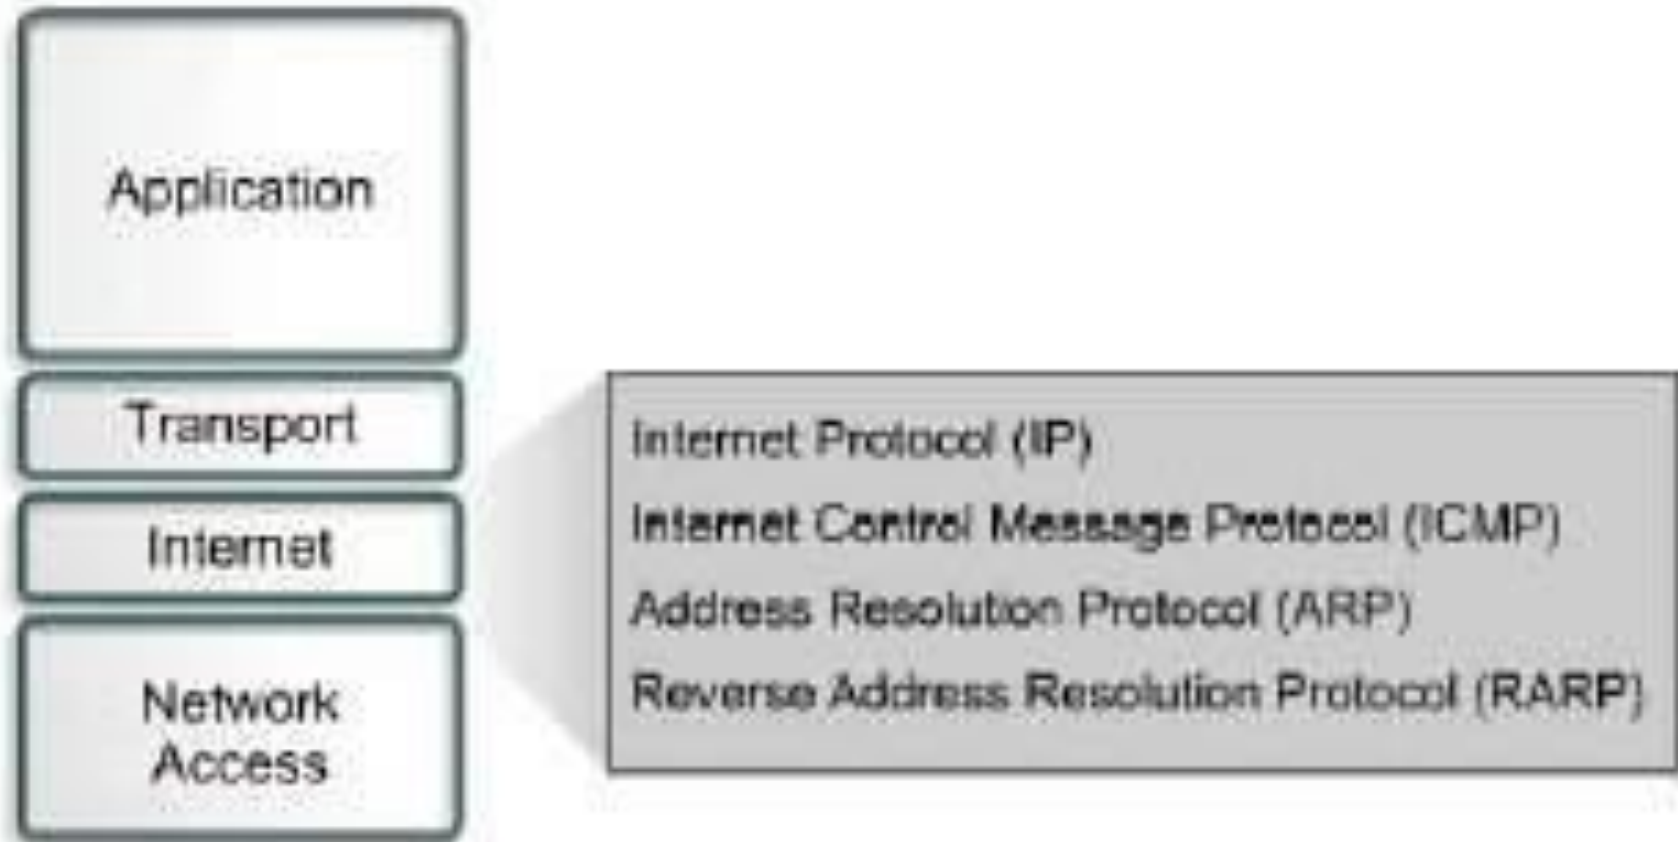 Application
Transport
Internet
Network
Access
Internet Protocol (IP)
Internet Control Message Protocol (ICMP)
Address Resolution Protocol (ARP)
Reverse Address Resolution Protocol (RARP)